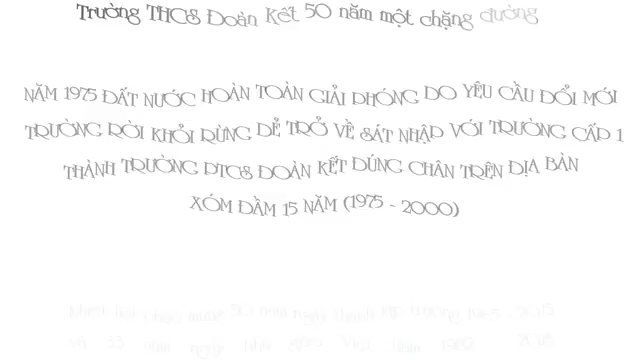 Trường THCS Đoàn Kết 50 năm một chặng đường
NĂM 1975 ĐẤT NƯỚC HOÀN TOÀN GIẢI PHÓNG DO YÊU CẦU ĐỔI MỚI
TRƯỜNG RỜI KHỎI RỪNG DẺ TRỞ VỀ SÁT NHẬP VỚI TRƯỜNG CẤP 1
THÀNH TRƯỜNG PTCS ĐOÀN KẾT ĐÚNG CHÂN TRÊN ĐỊA BÀN
XÓM ĐẦM 15 NĂM (1975 - 2000)